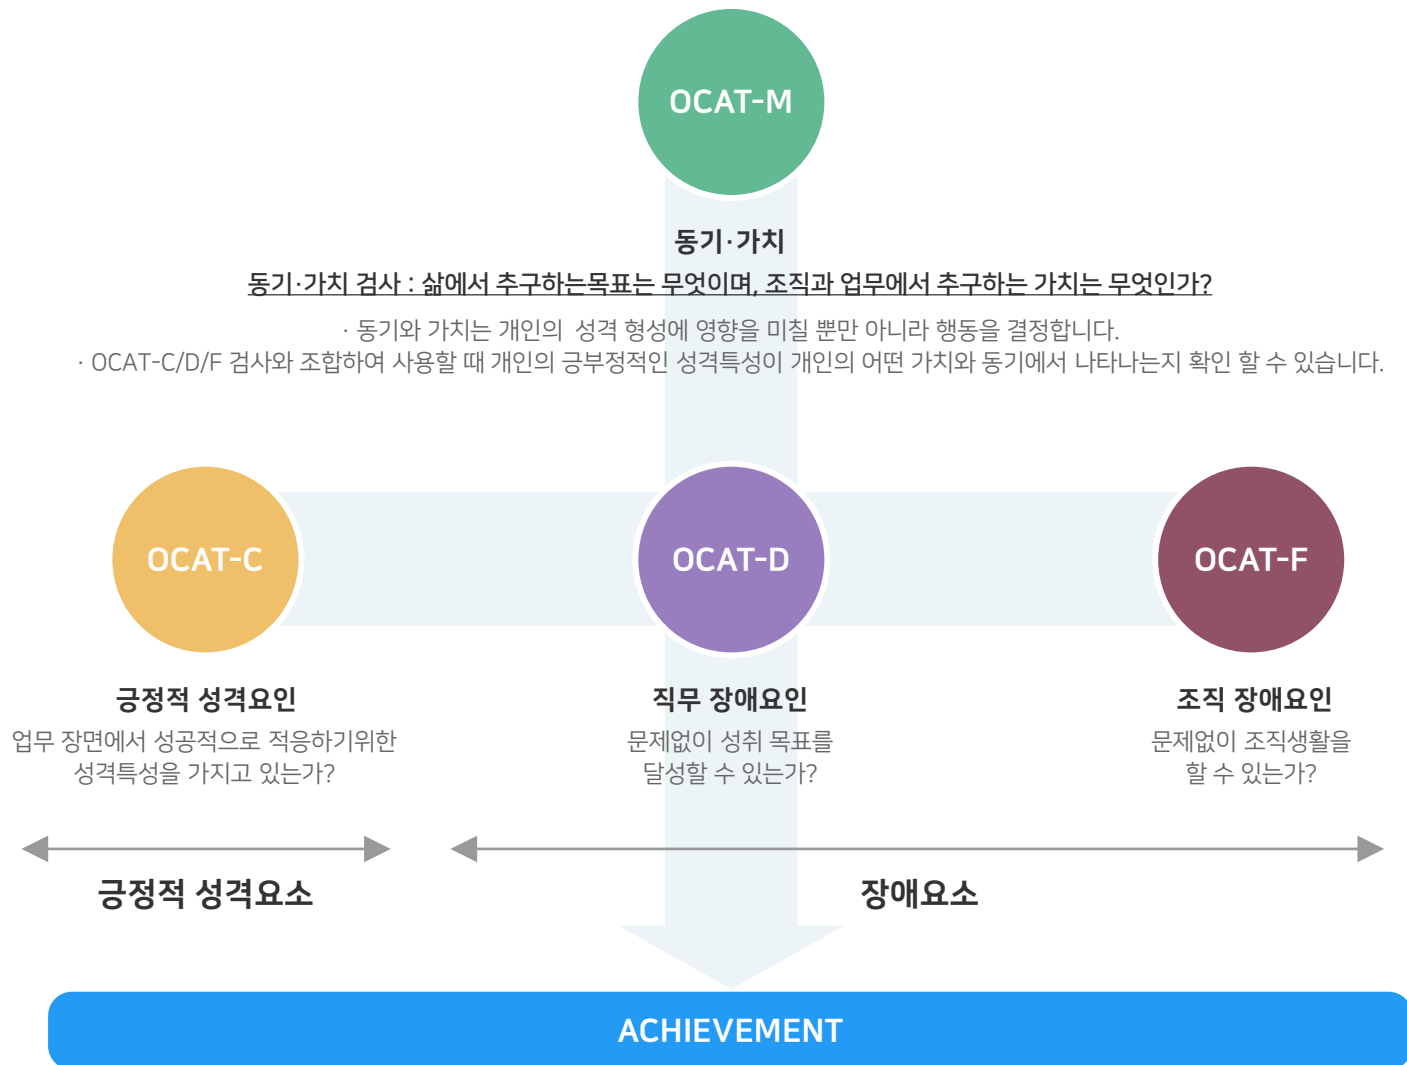 OCAT-M
동기·가치
동기·가치 검사 : 삶에서 추구하는목표는 무엇이며, 조직과 업무에서 추구하는 가치는 무엇인가?
· 동기와 가치는 개인의 성격 형성에 영향을 미칠 뿐만 아니라 행동을 결정합니다.
· OCAT-C/D/F 검사와 조합하여 사용할 때 개인의 긍부정적인 성격특성이 개인의 어떤 가치와 동기에서 나타나는지 확인 할 수 있습니다.
OCAT-C
OCAT-D
OCAT-F
긍정적 성격요인
업무 장면에서 성공적으로 적응하기위한
성격특성을 가지고 있는가?
직무 장애요인
문제없이 성취 목표를
달성할 수 있는가?
조직 장애요인
문제없이 조직생활을
할 수 있는가?
긍정적 성격요소
장애요소
ACHIEVEMENT